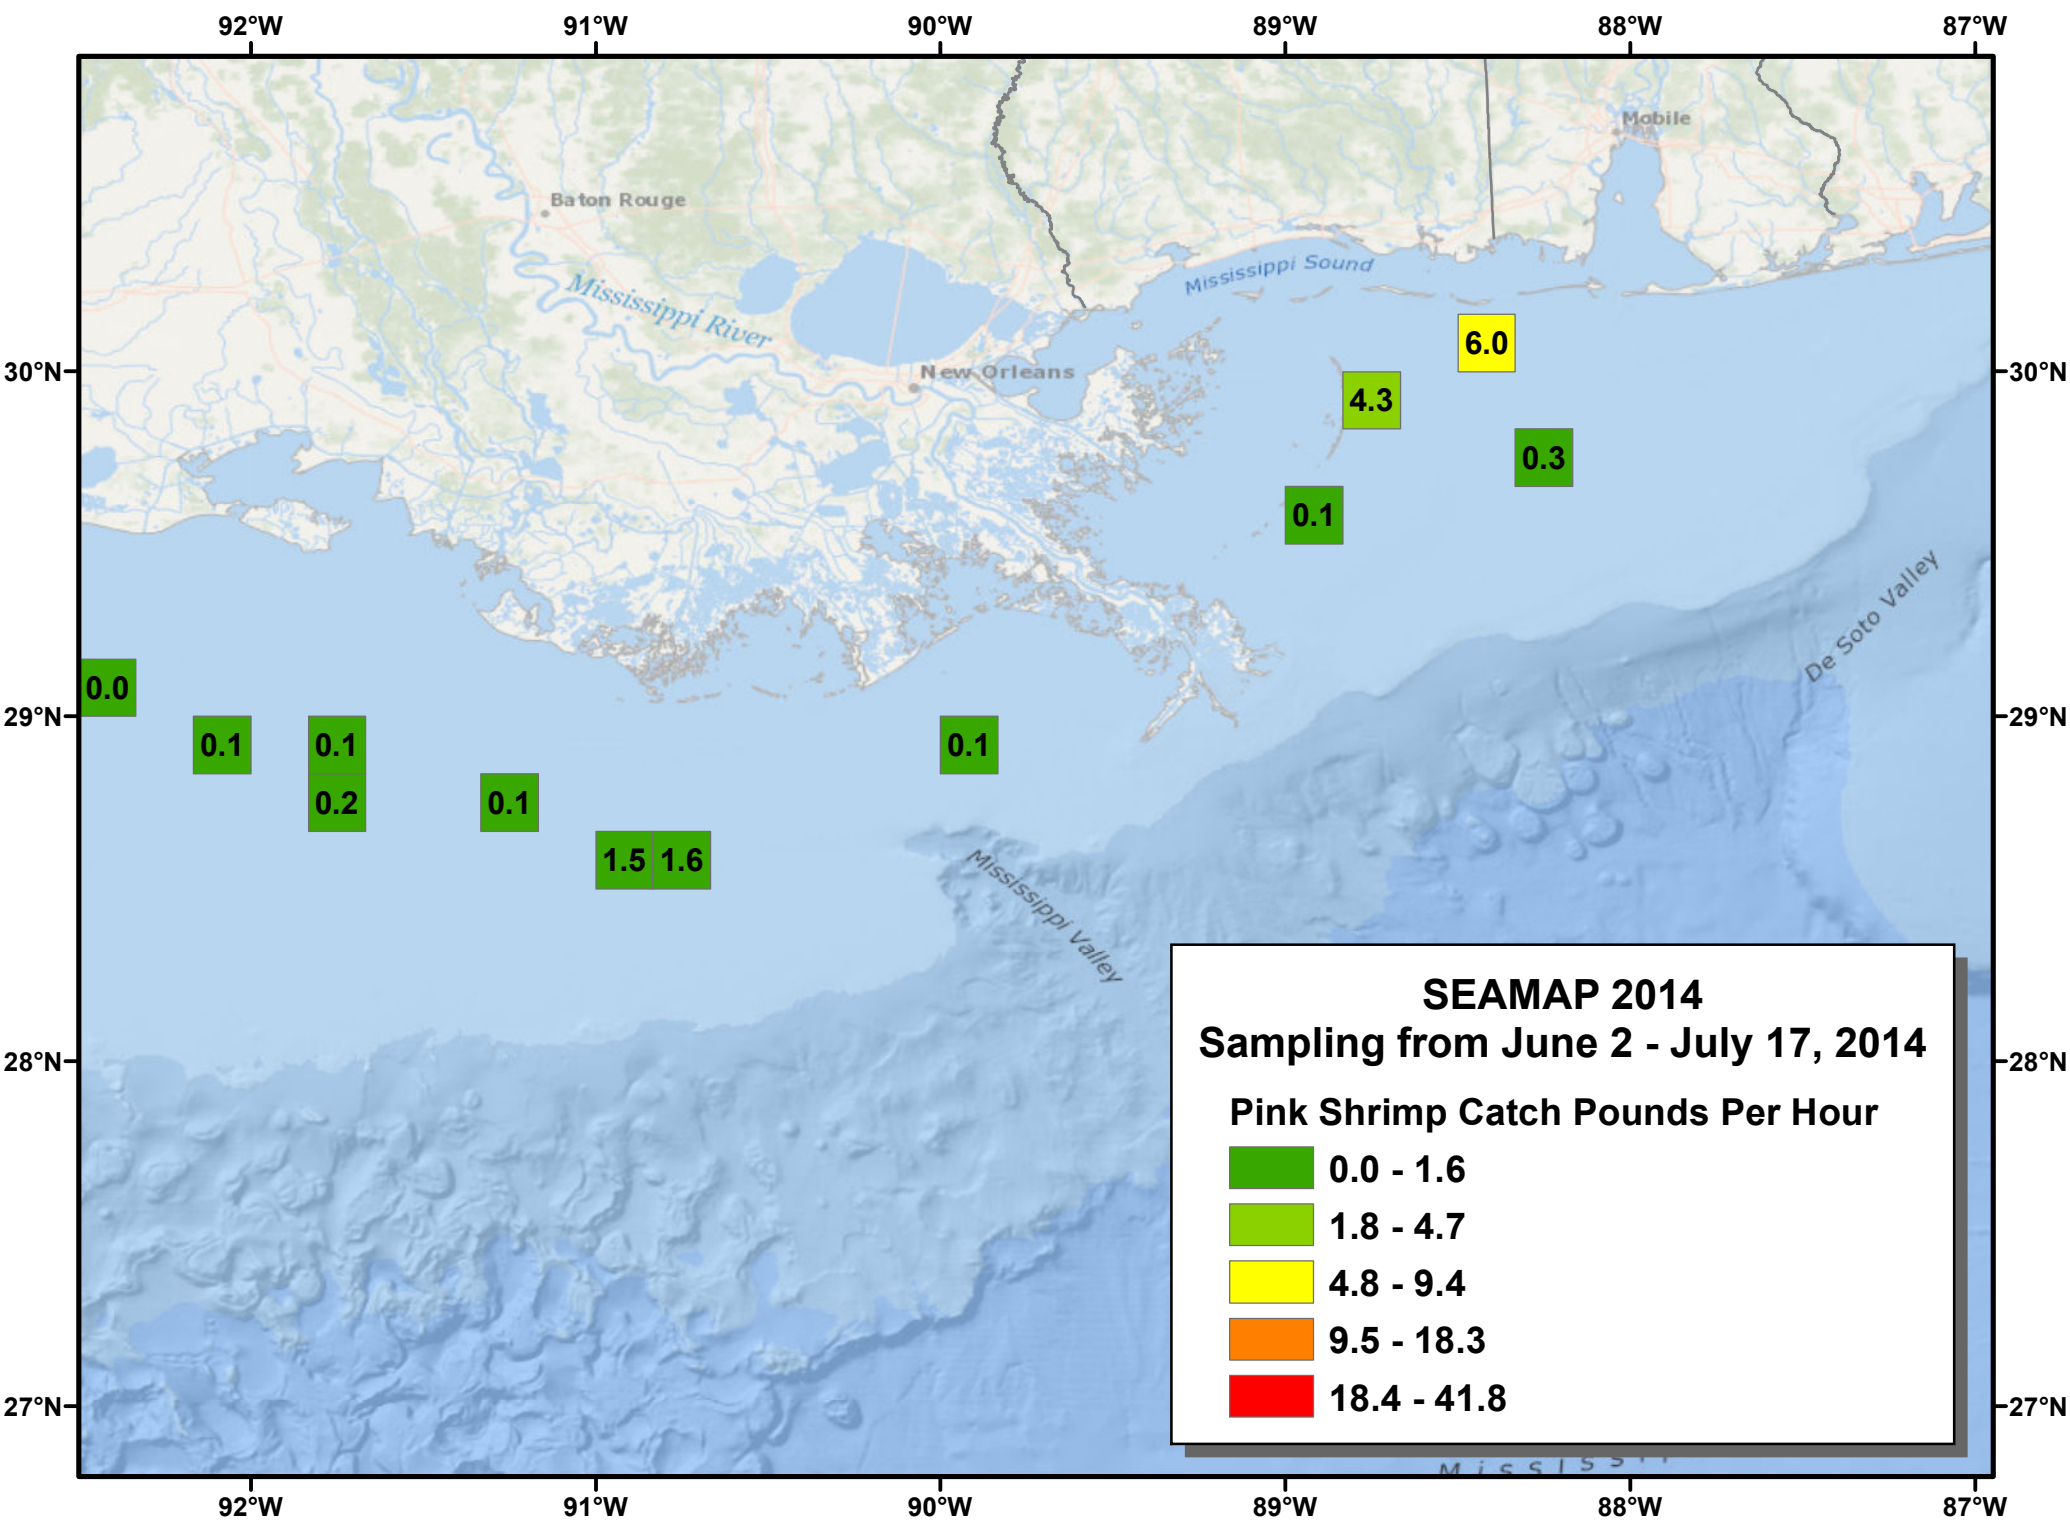 92°W 91°W 90°W 89°W 88°W 87°W
Mobile
Baton Rouge
Mississippi Sound
Mississippi River
6.0
30°N New Orleans 30°N
4.3
0.3
0.1
De Soto Valley
0.0
29°N 29°N
0.1 0.1 0.1
0.2 0.1
1.5 1.6
Mississippi Valley
SEAMAP 2014
Sampling from June 2 - July 17, 2014
28°N 28°N
Pink Shrimp Catch Pounds Per Hour
0.0 - 1.6
1.8 - 4.7
4.8 - 9.4
9.5 - 18.3
18.4 - 41.8
27°N 27°N
92°W 91°W 90°W 89°W 88°W 87°W